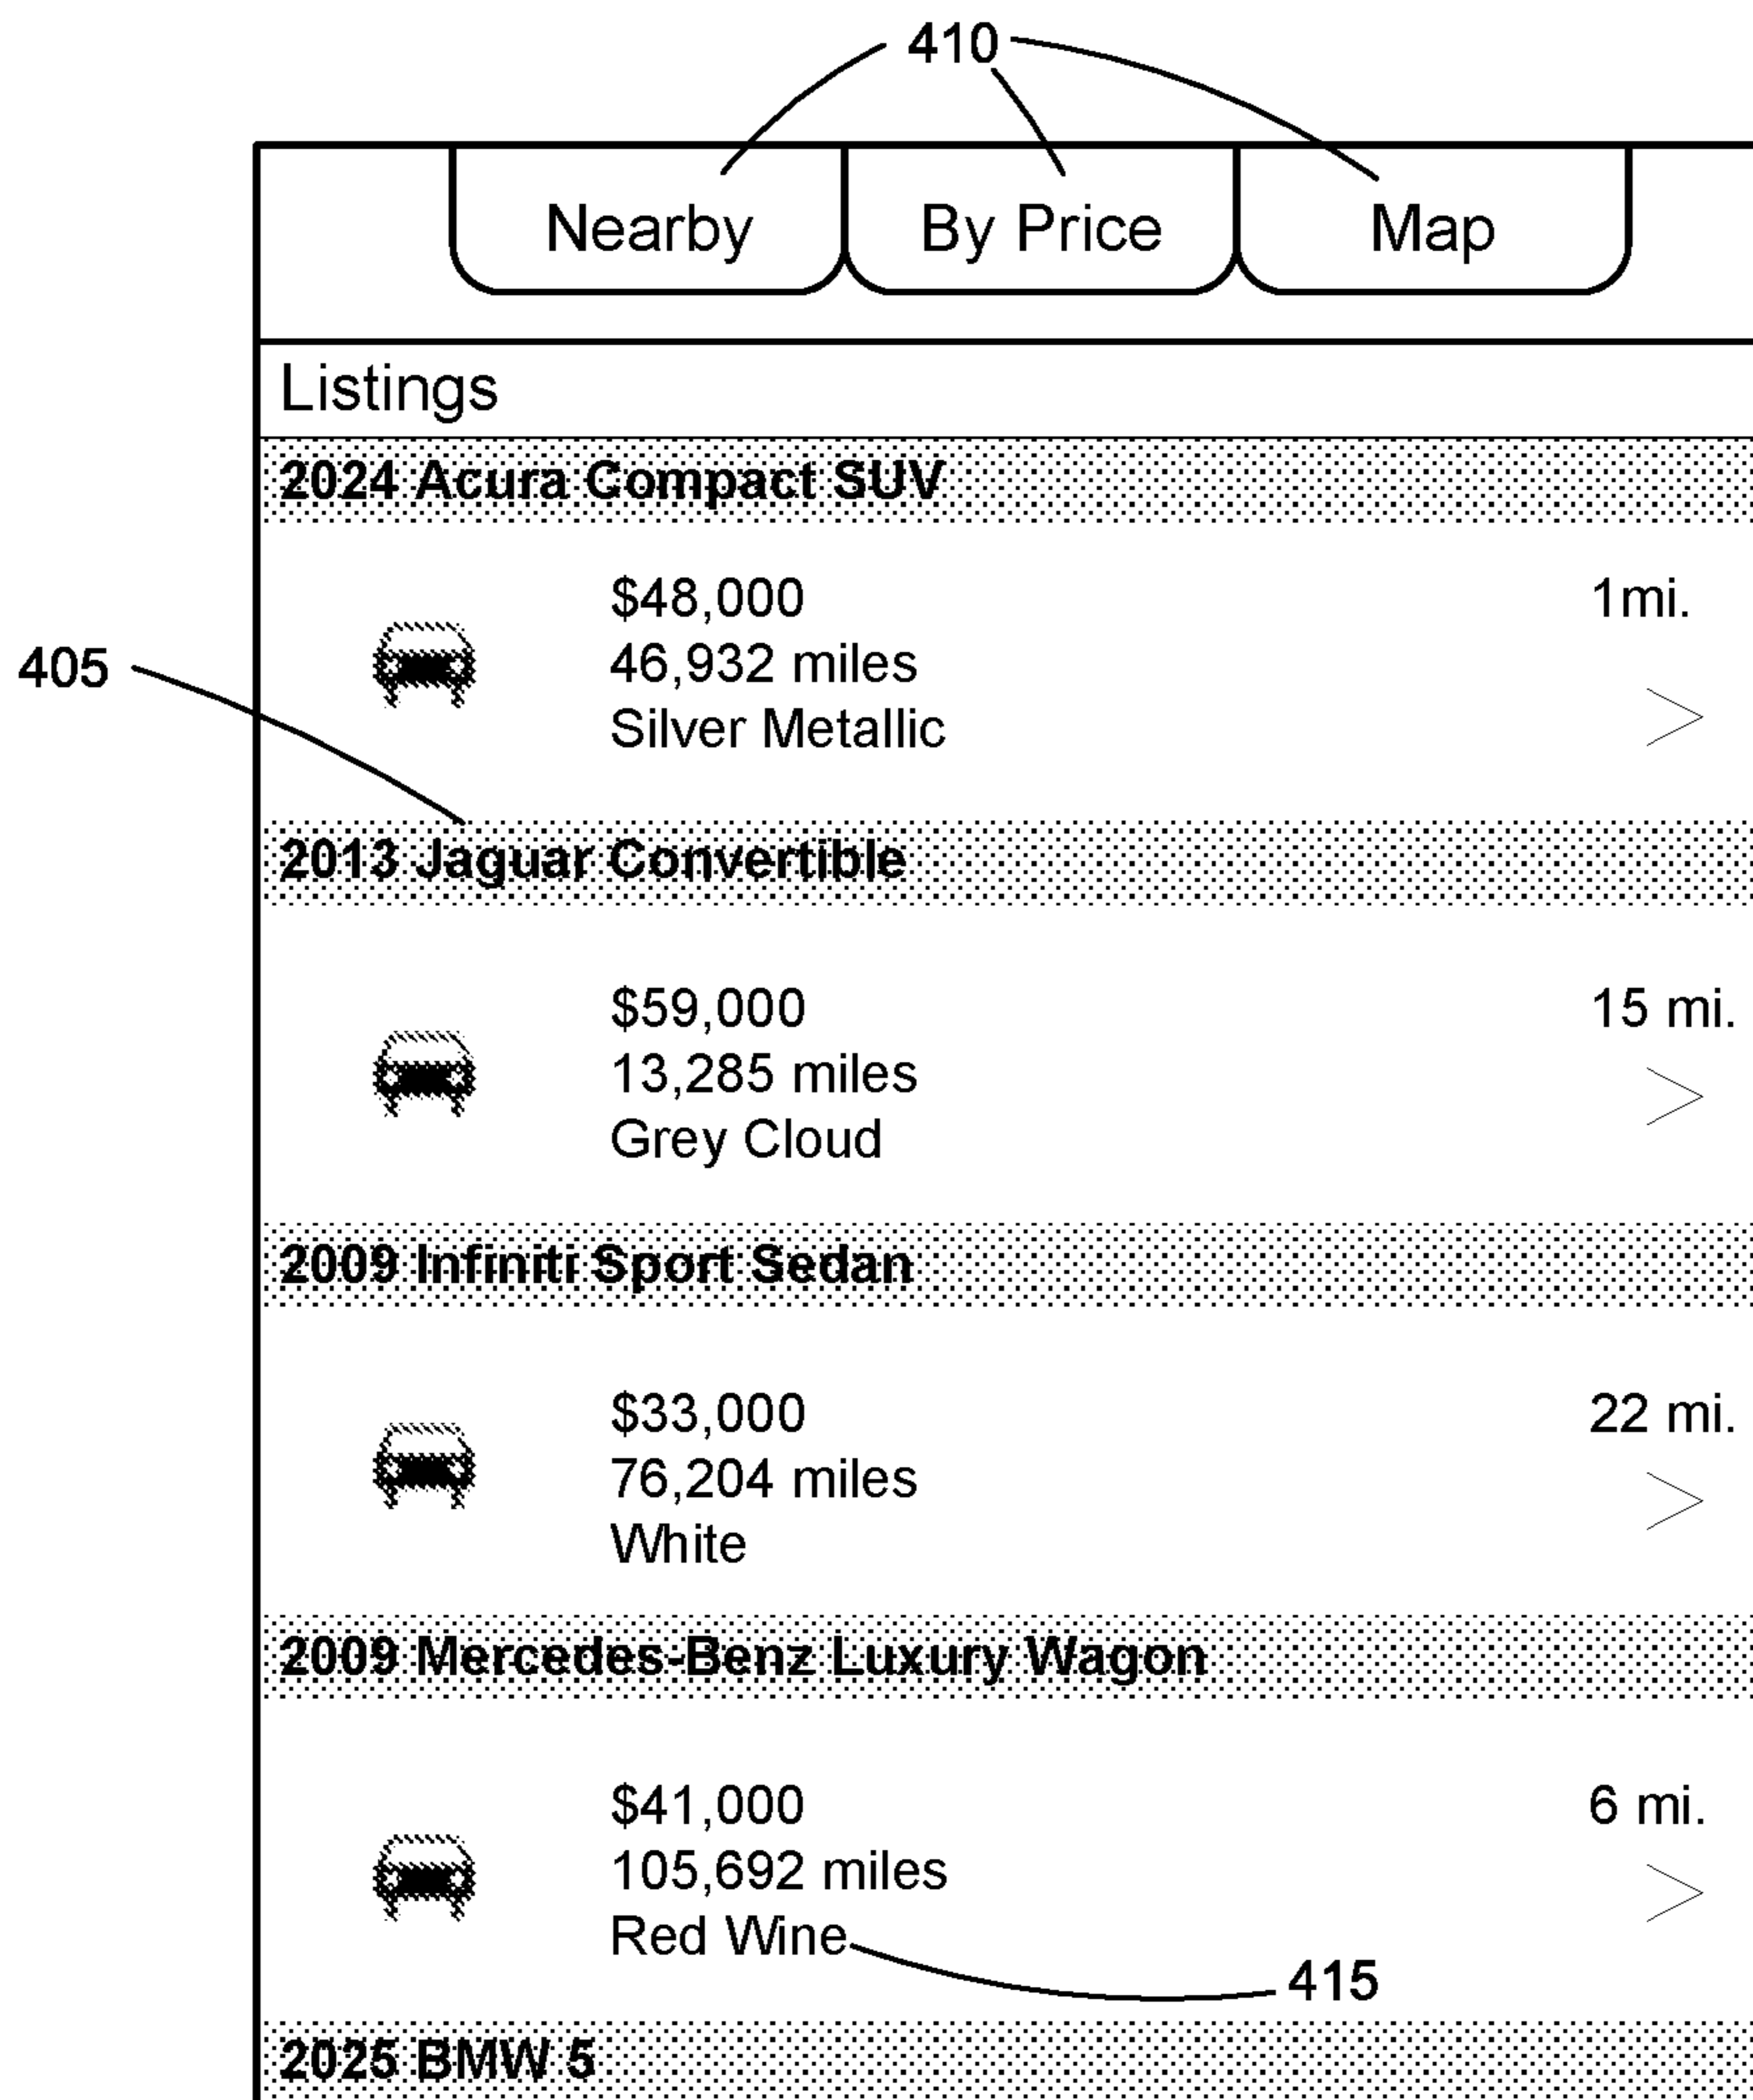 410
Nearby By Price Map
Listings
2024 Acura Compact SUV
$48,000 1mi.
46,932 miles
405
Silver Metallic >
2013 Jaguar Convertible
$59,000 15 mi.
13,285 miles >
Grey Cloud
2009 Infiniti Sport Sedan
$33,000 22 mi.
76,204 miles >
White
2009 Mercedes-Benz Luxury Wagon
$41,000 6 mi.
105,692 miles >
Red Wine
415
2025 BMW 5